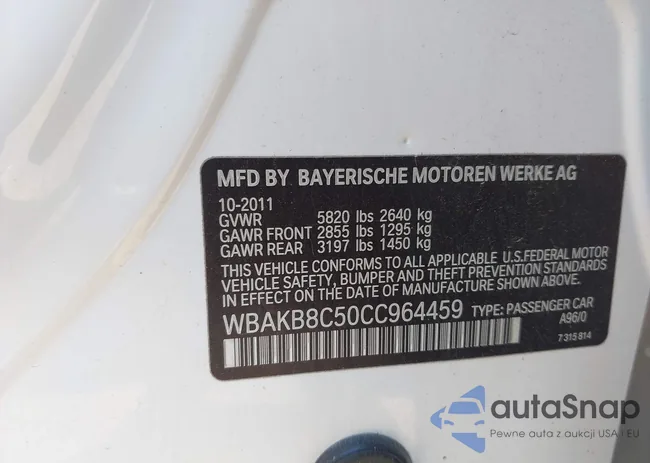 MFD BY BAYERISCHE MOTOREN WERKE AG
10-2011
GVWR 5820 lbs 2640 kg
GAWR FRONT 2855 lbs 1295 kg
GAWR REAR 3197 lbs 1450 kg
THIS VEHICLE CONFORMS TO ALL APPLICABLE U.S.FEDERAL MOTOR
VEHICLE SAFETY, BUMPER AND THEFT PREVENTION STANDARDS
IN EFFECT ON THE DATE OF MANUFACTURE SHOWN ABOVE.
WBAKB8C50CC964459 TYPE: PASSENGER CAR
A96/0
7 315 814
autaSnap
Pewne auta z aukcji USA i EU